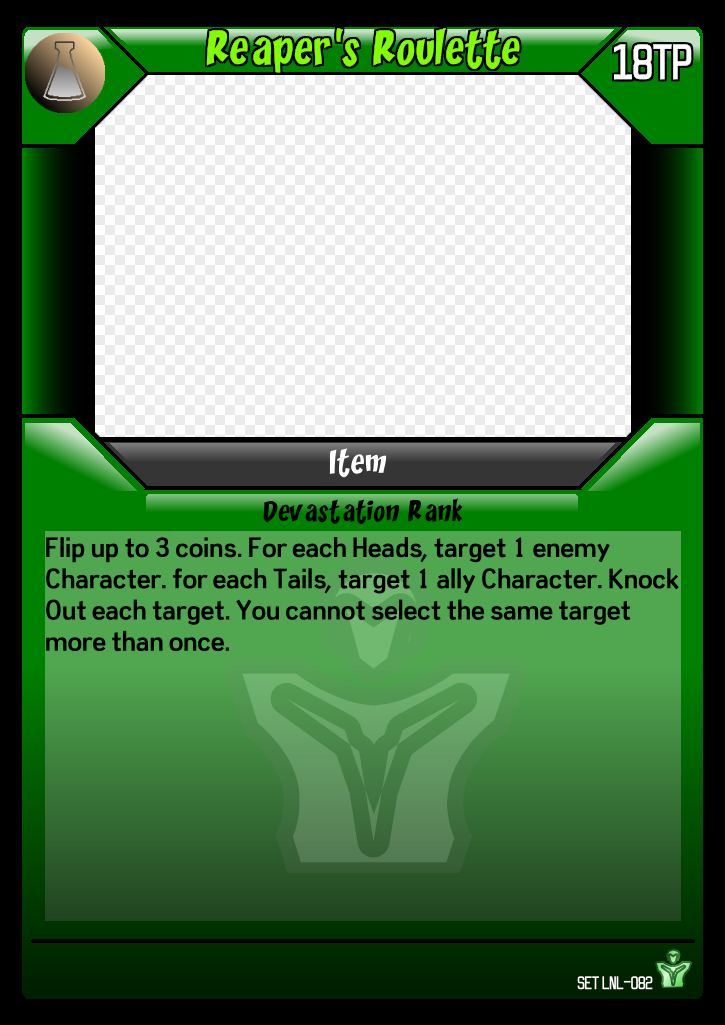 Reaper's Roulette
18TP
Item
Devastation Rank
Flip up to 3 coins. For each Heads, target 1 enemy
Character. for each Tails, target 1 ally Character. Knock
Out each target. You cannot select the same target
more than once.
SET LNL-082